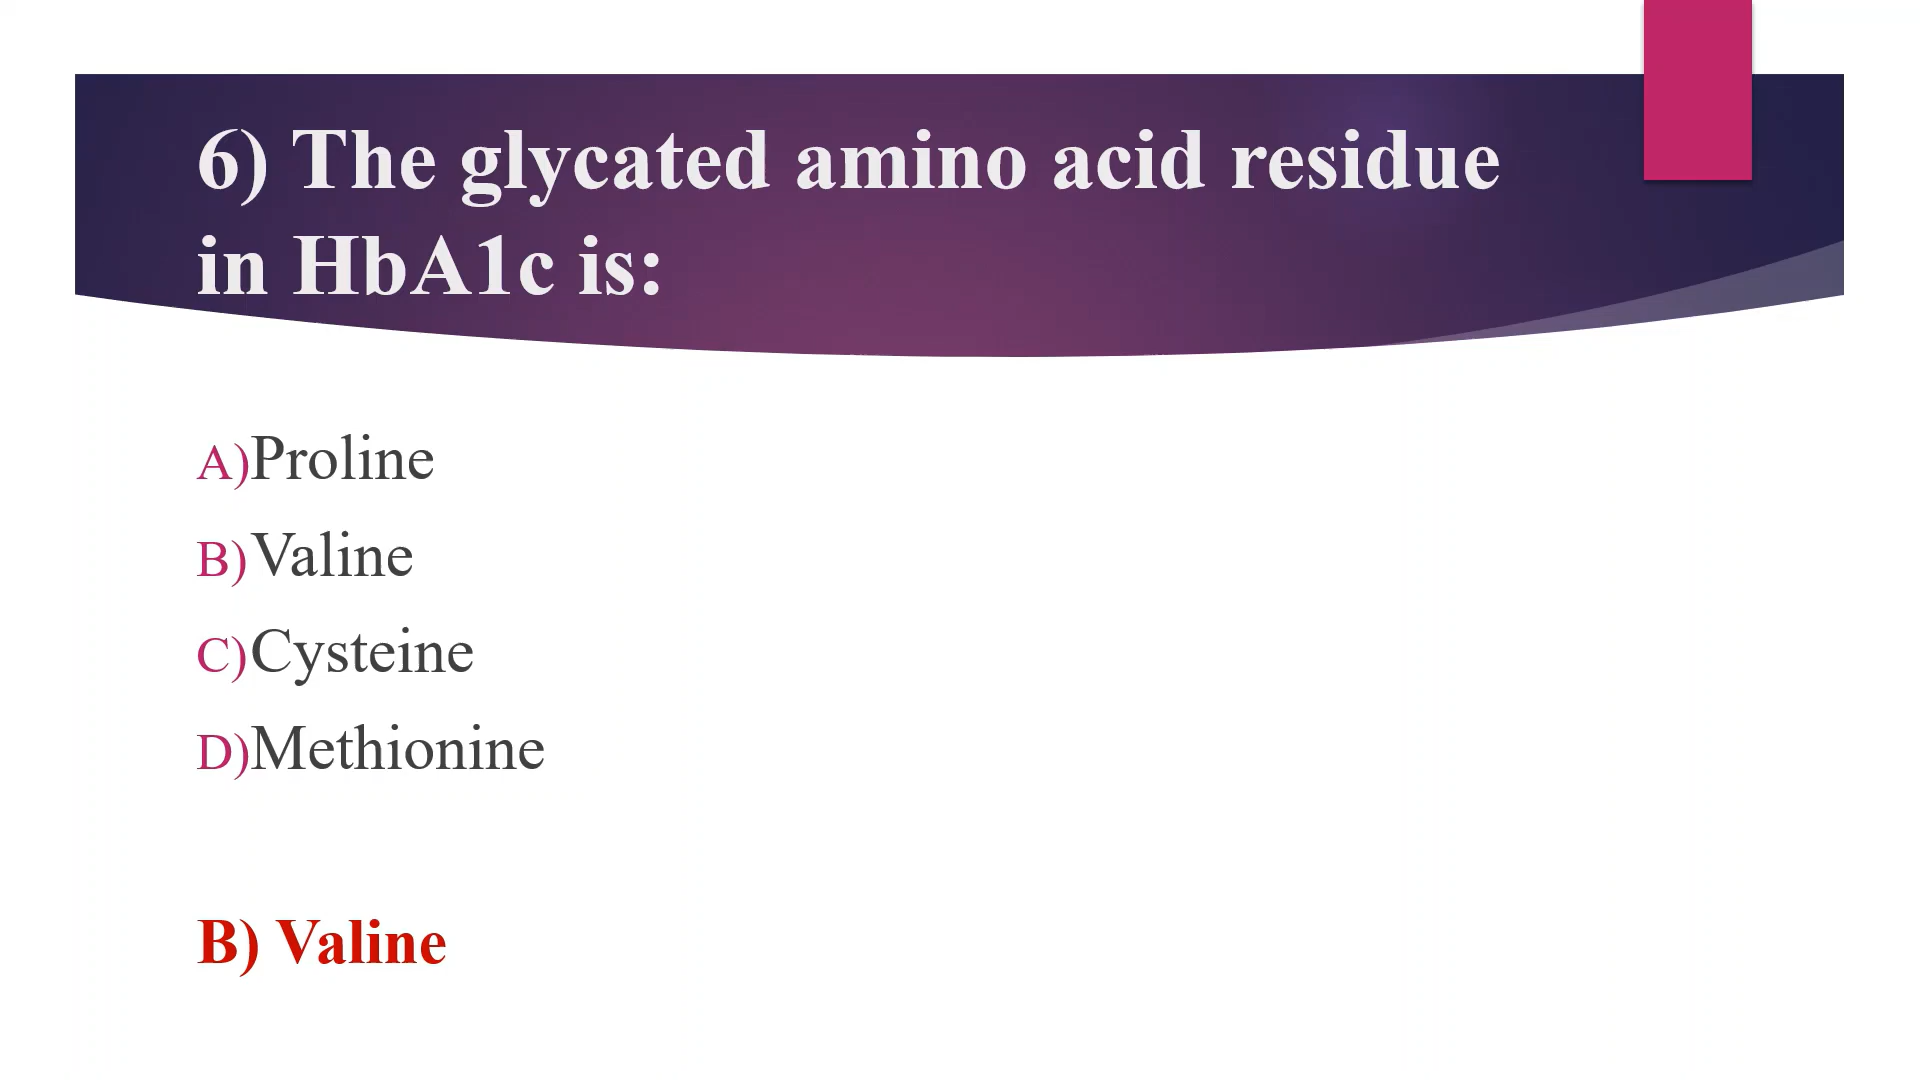 6) The glycated amino acid residue
in HbA1c is:
A)Proline
B)Valine
C)Cysteine
D)Methionine
B) Valine